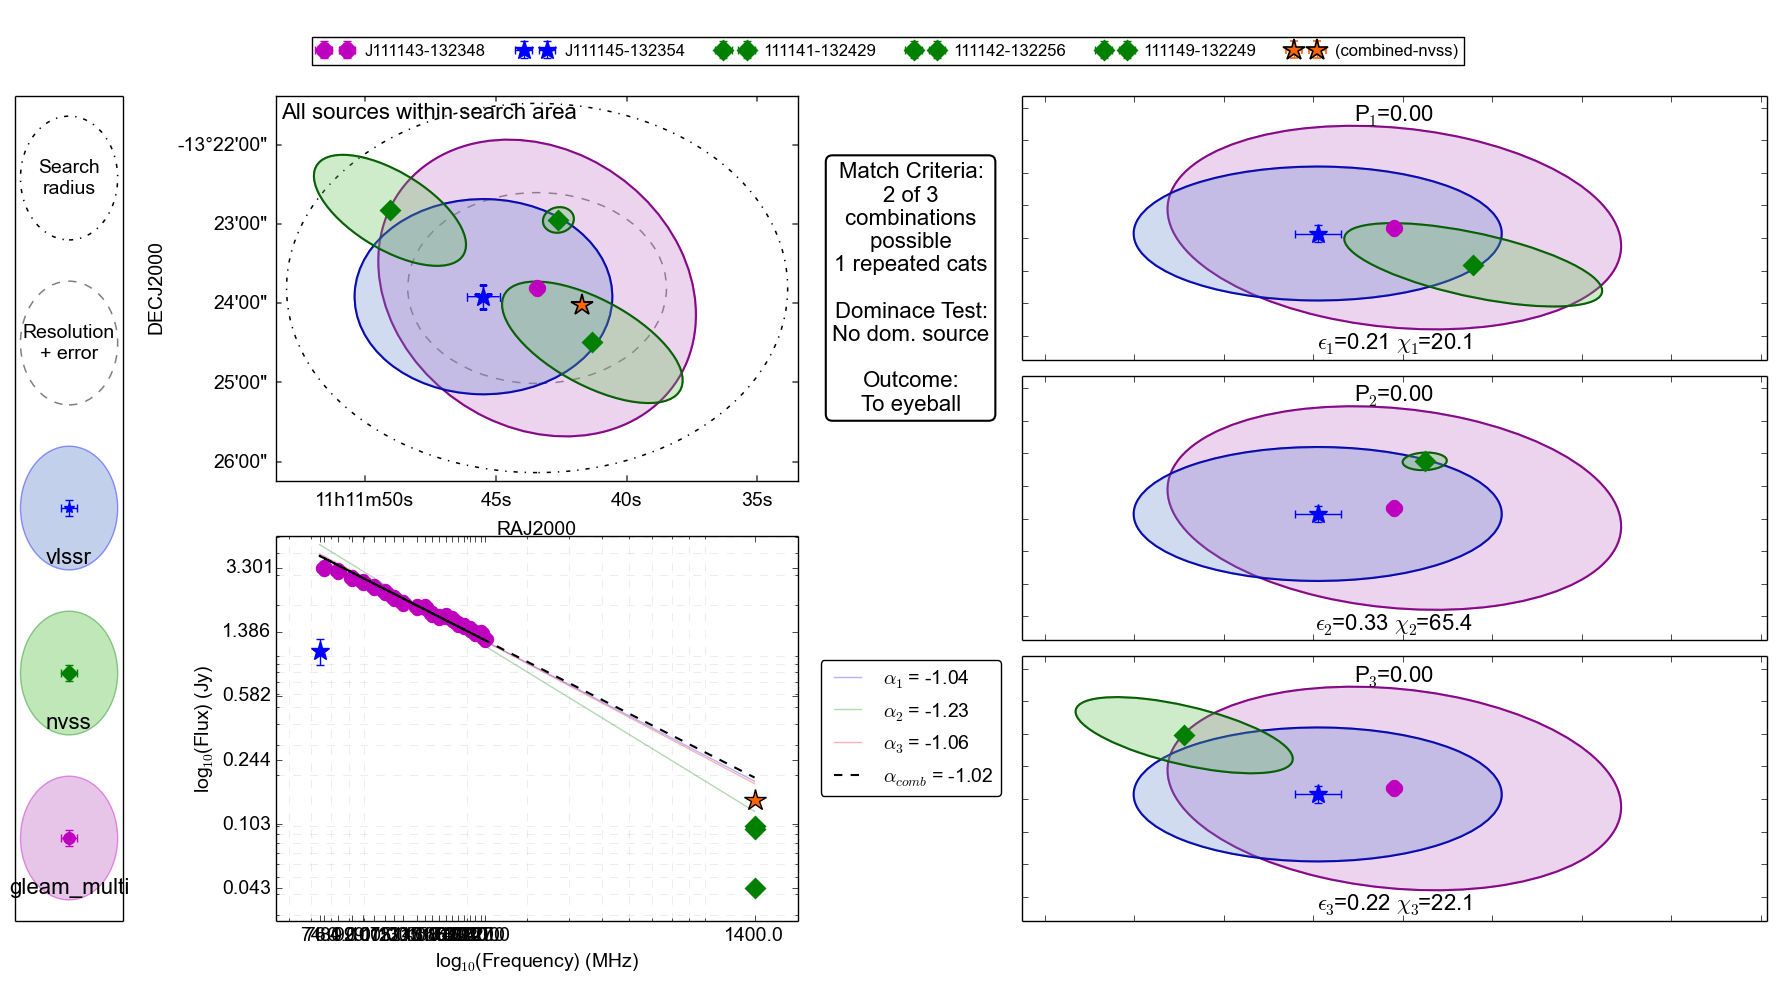 J111143-132348 J111145-132354 111141-132429 111142-132256 111149-132249 (combined-nvss)
Search
radius
Resolution
+ error
vlssr
nvss
gleam_multi
All sources within search area
DECJ2000
-13°22'00"
23'00"
24'00"
25'00"
26'00"
11h11m50s 45s 40s 35s
RAJ2000
Match Criteria:
2 of 3
combinations
possible
1 repeated cats
Dominace Test:
No dom. source
Outcome:
To eyeball
log10(Flux) (Jy)
3.301
1.386
0.582
0.244
0.103
0.043
1400.0
log10(Frequency) (MHz)
α1 = -1.04
α2 = -1.23
α3 = -1.06
αcomb = -1.02
P1=0.00
ϵ1=0.21 χ1=20.1
P2=0.00
ϵ2=0.33 χ2=65.4
P3=0.00
ϵ3=0.22 χ3=22.1